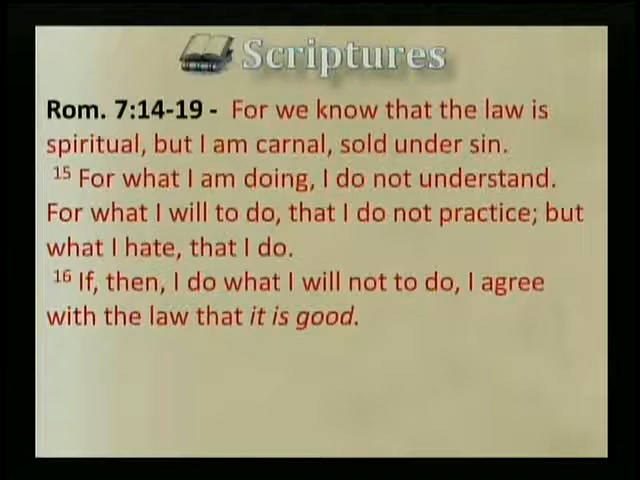 Scriptures
Rom. 7:14-19 - For we know that the law is
spiritual, but I am carnal, sold under sin.
15 For what I am doing, I do not understand.
For what I will to do, that I do not practice; but
what I hate, that I do.
16 If, then, I do what I will not to do, I agree
with the law that it is good.